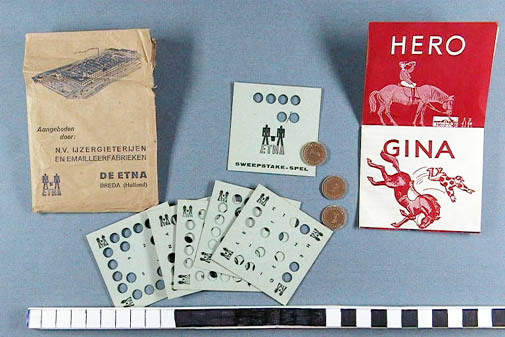 Aangeboden
door:
N.V. IJZERGIETERIJEN
EN EMAILLEERFABRIEKEN
DE ETNA
BREDA (Holland)
ETNA
ETNA
SWEEPSTAKE-SPEL
HERO
GINA